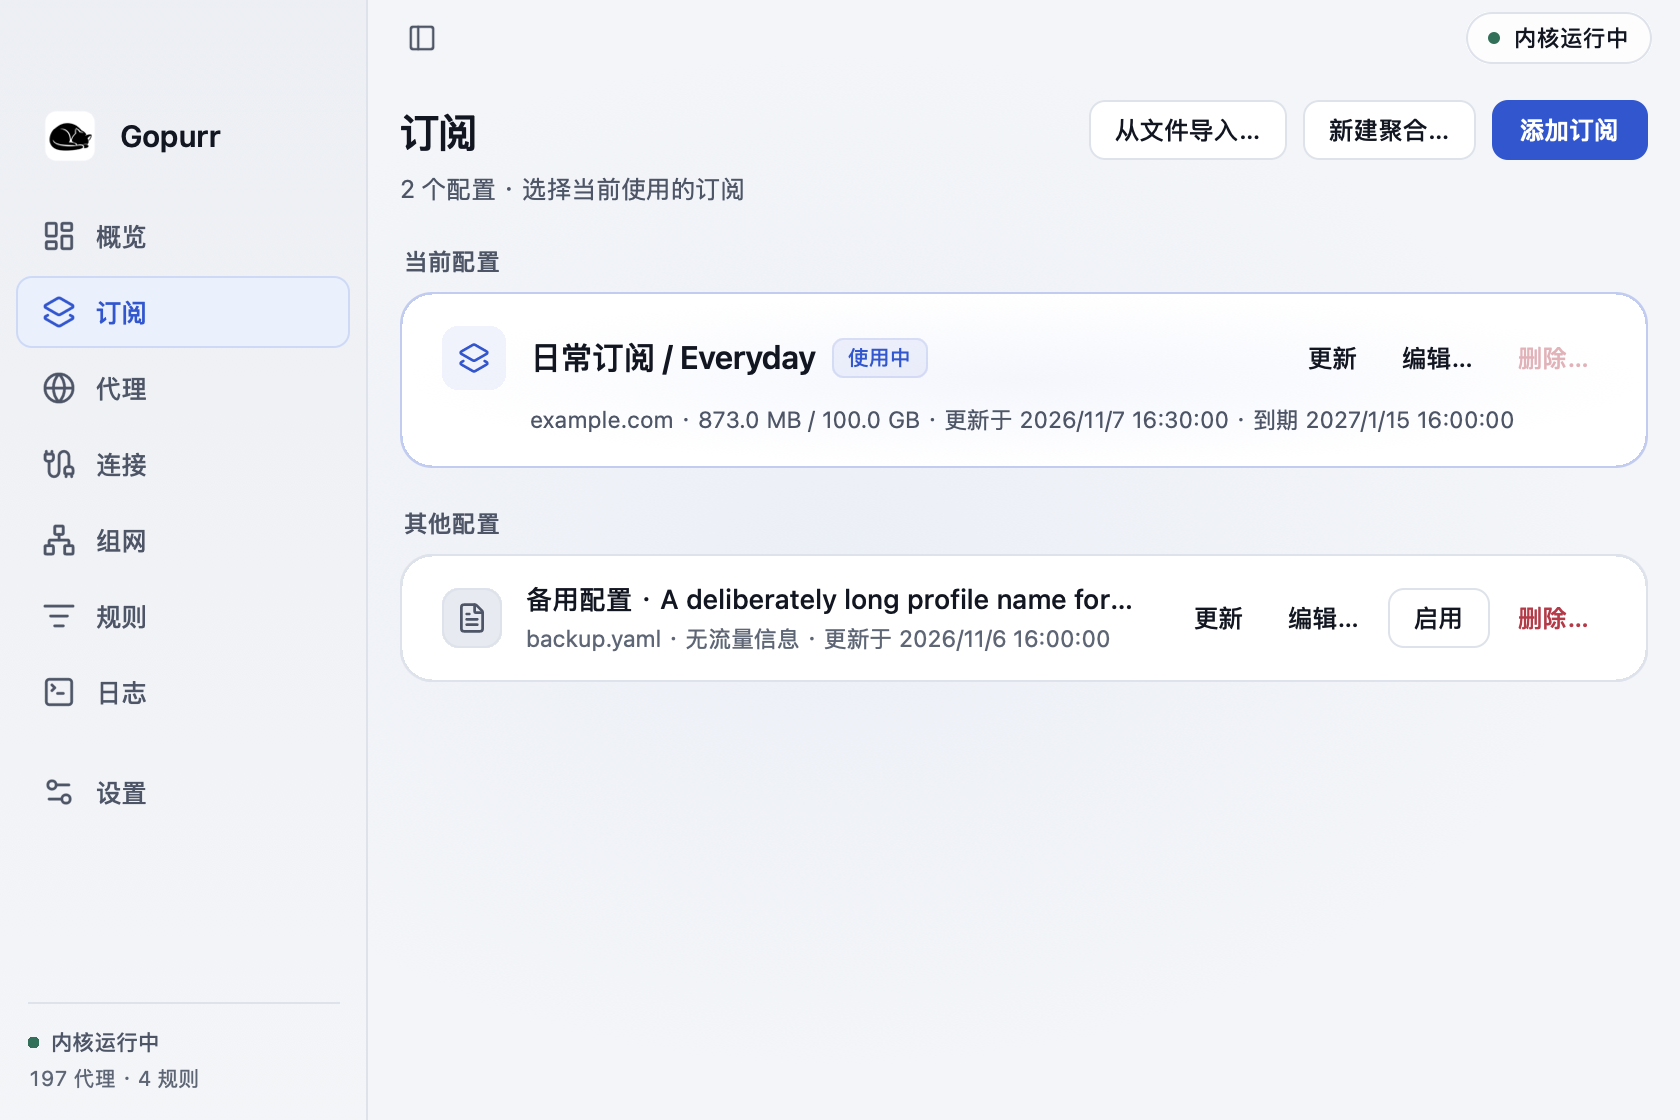 内核运行中
Gopurr
概览
订阅
代理
连接
组网
规则
日志
设置
内核运行中
197 代理 · 4 规则
订阅
从文件导入...
新建聚合...
添加订阅
2 个配置 · 选择当前使用的订阅
当前配置
日常订阅 / Everyday 使用中
更新 编辑... 删除...
example.com · 873.0 MB / 100.0 GB · 更新于 2026/11/7 16:30:00 · 到期 2027/1/15 16:00:00
其他配置
备用配置 · A deliberately long profile name for...
backup.yaml · 无流量信息 · 更新于 2026/11/6 16:00:00
更新 编辑... 启用 删除...